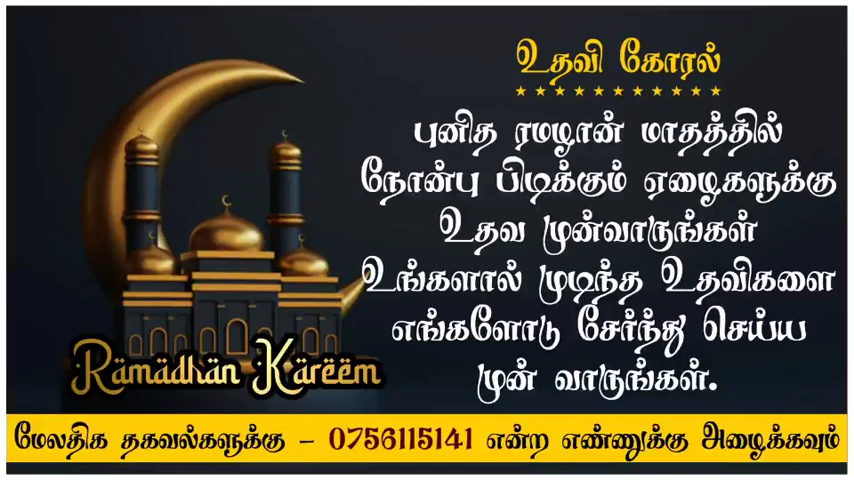 உதவி கோரல்
புனித ரமழான் மாதத்தில்
நோன்பு பிடிக்கும் ஏழைகளுக்கு
உதவ முன்வாருங்கள்
உங்களால் முடிந்த உதவிகளை
எங்களோடு சேர்ந்து செய்ய
முன் வாருங்கள்.
Ramadhan Kareem
மேலதிக தகவல்களுக்கு - 0756115141 என்ற எண்ணுக்கு அழைக்கவும்